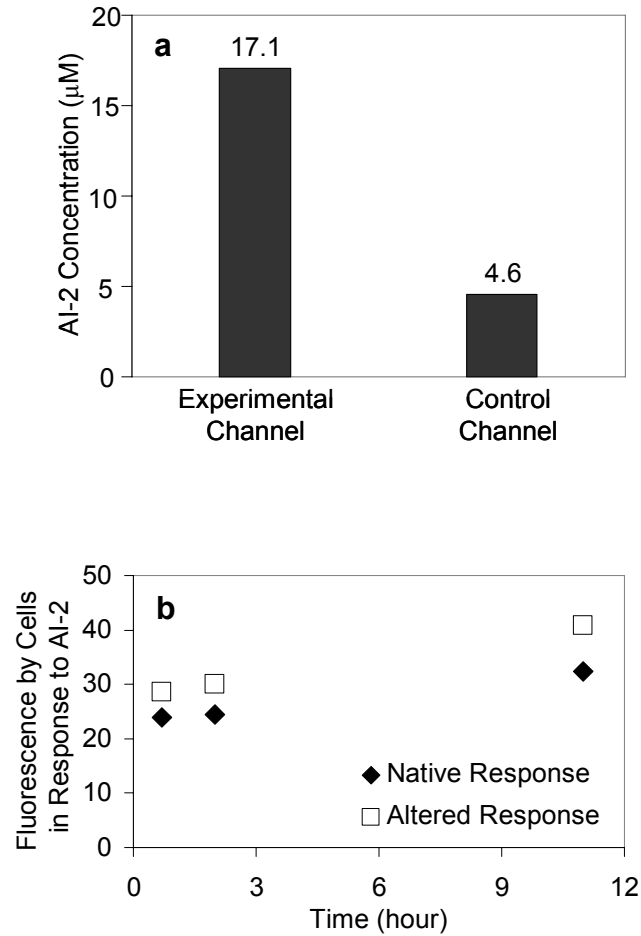 a
AI-2 Concentration (μM)
20
15
10
5
0
17.1
4.6
Experimental
Channel
Control
Channel
b
Fluorescence by Cells
in Response to AI-2
50
40
30
20
10
0
Native Response
Altered Response
0 3 6 9 12
Time (hour)